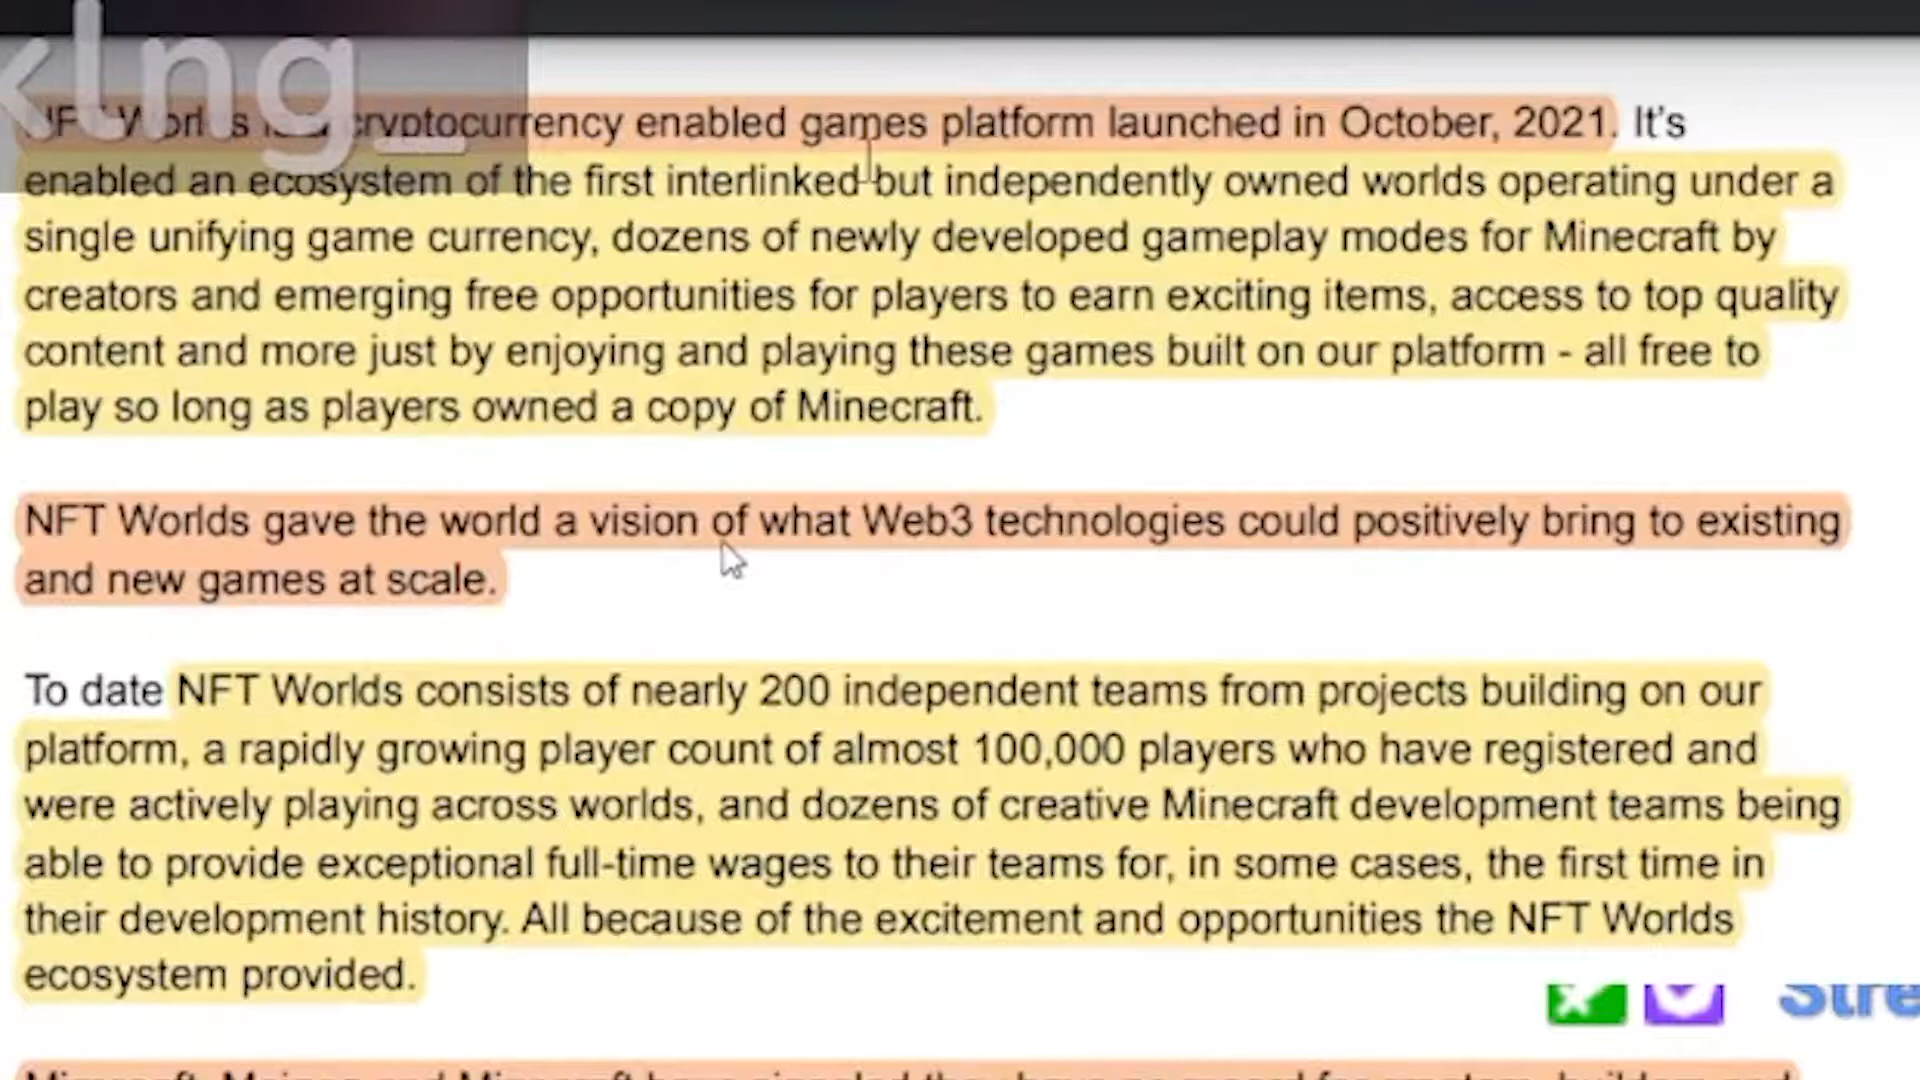 klng_
NFT Worlds is a cryptocurrency enabled games platform launched in October, 2021. It's
enabled an ecosystem of the first interlinked but independently owned worlds operating under a
single unifying game currency, dozens of newly developed gameplay modes for Minecraft by
creators and emerging free opportunities for players to earn exciting items, access to top quality
content and more just by enjoying and playing these games built on our platform - all free to
play so long as players owned a copy of Minecraft.
NFT Worlds gave the world a vision of what Web3 technologies could positively bring to existing
and new games at scale.
To date NFT Worlds consists of nearly 200 independent teams from projects building on our
platform, a rapidly growing player count of almost 100,000 players who have registered and
were actively playing across worlds, and dozens of creative Minecraft development teams being
able to provide exceptional full-time wages to their teams for, in some cases, the first time in
their development history. All because of the excitement and opportunities the NFT Worlds
ecosystem provided.
Stre